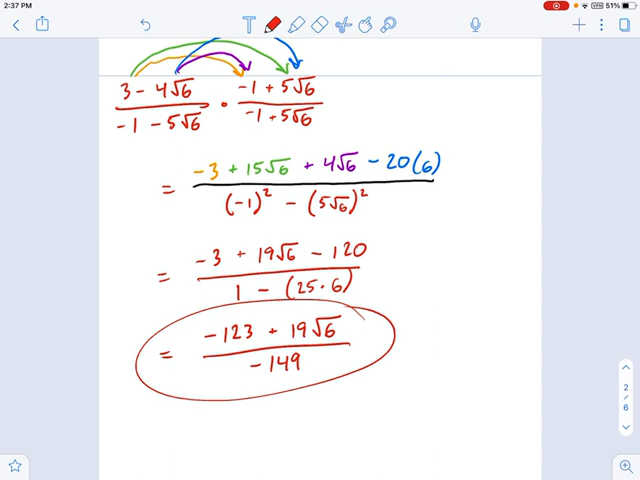 2:37 PM
VPN 51%
T
3 - 4√6 / -1 - 5√6 • -1 + 5√6 / -1 + 5√6
= -3 + 15√6 + 4√6 - 20(6) / (-1)² - (5√6)²
= -3 + 19√6 - 120 / 1 - (25 • 6)
= -123 + 19√6 / -149
2
/
6